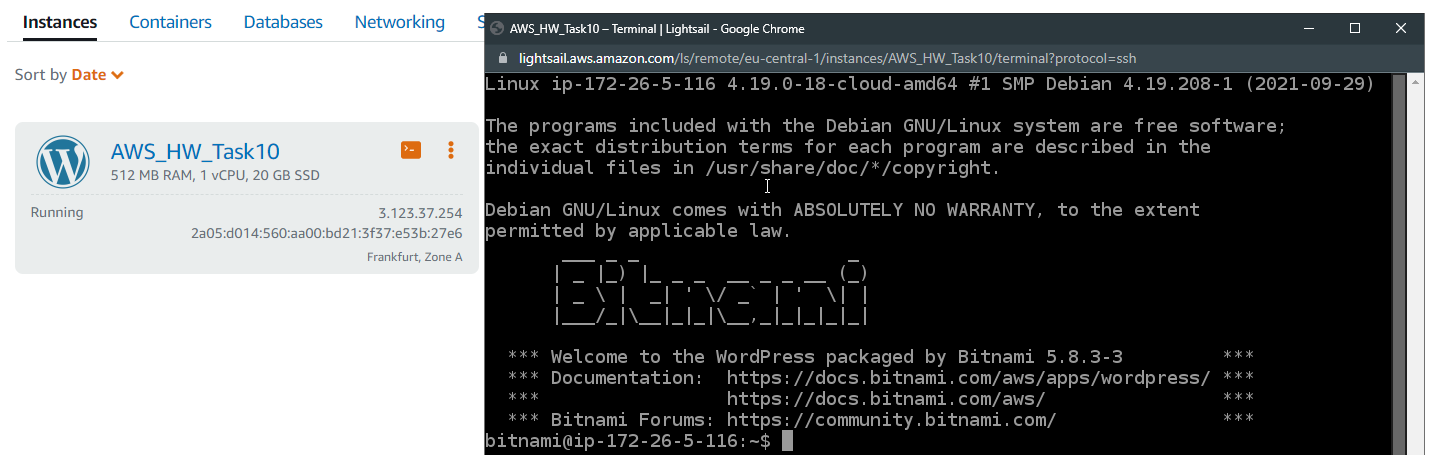 Instances Containers Databases Networking S
Sort by Date
AWS_HW_Task10
512 MB RAM, 1 vCPU, 20 GB SSD
Running 3.123.37.254
2a05:d014:560:aa00:bd21:3f37:e53b:27e6
Frankfurt, Zone A
AWS_HW_Task10 – Terminal | Lightsail - Google Chrome
lightsail.aws.amazon.com/ls/remote/eu-central-1/instances/AWS_HW_Task10/terminal?protocol=ssh
Linux ip-172-26-5-116 4.19.0-18-cloud-amd64 #1 SMP Debian 4.19.208-1 (2021-09-29)
The programs included with the Debian GNU/Linux system are free software;
the exact distribution terms for each program are described in the
individual files in /usr/share/doc/*/copyright.
Debian GNU/Linux comes with ABSOLUTELY NO WARRANTY, to the extent
permitted by applicable law.
Bitnami
*** Welcome to the WordPress packaged by Bitnami 5.8.3-3 ***
*** Documentation: https://docs.bitnami.com/aws/apps/wordpress/ ***
*** https://docs.bitnami.com/aws/ ***
*** Bitnami Forums: https://community.bitnami.com/ ***
bitnami@ip-172-26-5-116:~$